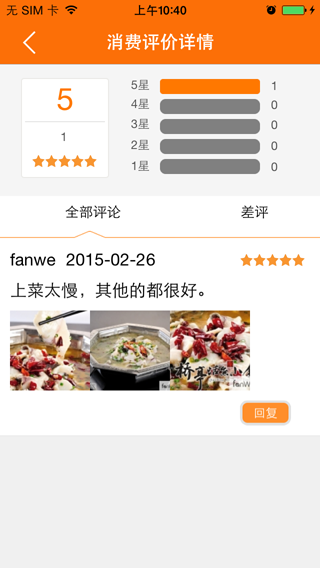 无 SIM 卡
上午10:40
消费评价详情
5
1
5星 1
4星 0
3星 0
2星 0
1星 0
全部评论 差评
fanwe 2015-02-26
上菜太慢，其他的都很好。
回复